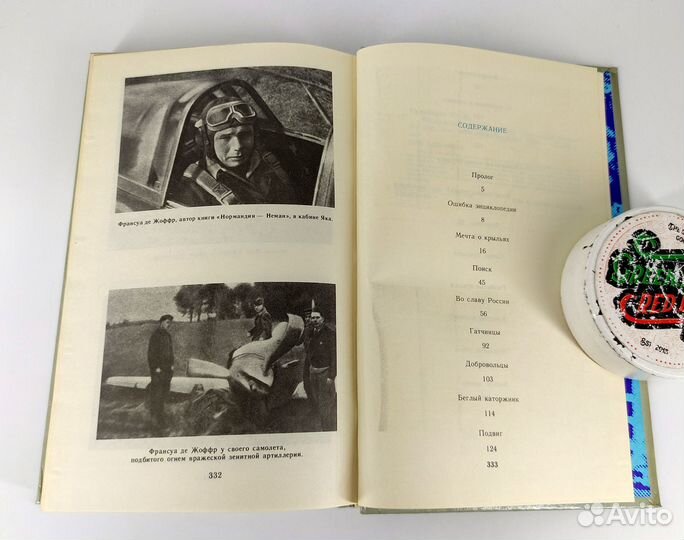 Франсуа де Жоффр, автор книги «Нормандия — Неман», в кабине Яка.
Франсуа де Жоффр у своего самолета,
подбитого огнем вражеской зенитной артиллерия.
332
СОДЕРЖАНИЕ
Пролог
5
Ошибка энциклопедии
8
Мечта о крыльях
16
Поиск
45
Во славу России
56
Гатчинцы
92
Добровольцы
103
Беглый каторжник
114
Подвиг
124
333
Avito